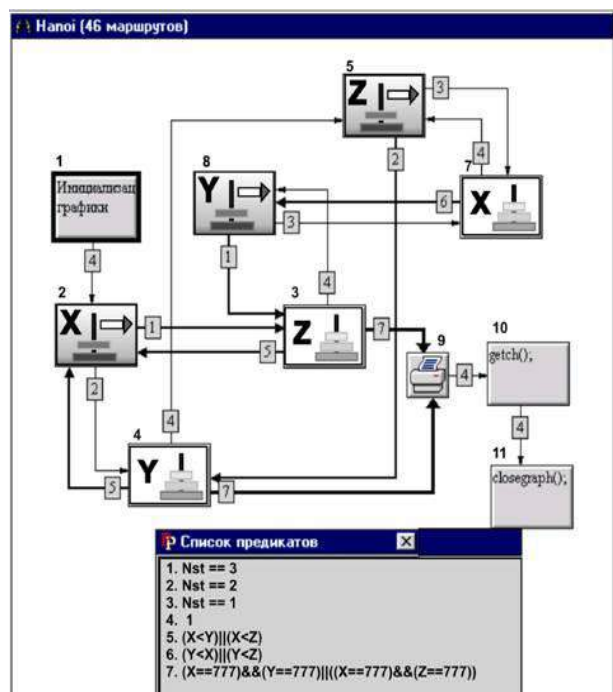 Hanoi (46 маршрутов)
5
Z
3
2
4
7
X
6
1
Инициализац
графики
8
Y
3
1
4
4
4
2
X
1
3
Z
7
5
2
9
4
10
getch();
4
4
Y
5
7
11
closegraph();
Список предикатов
1. Nst == 3
2. Nst == 2
3. Nst == 1
4. 1
5. (X<Y)||(X<Z)
6. (Y<X)||(Y<Z)
7. (X==777)&&(Y==777)||((X==777)&&(Z==777))